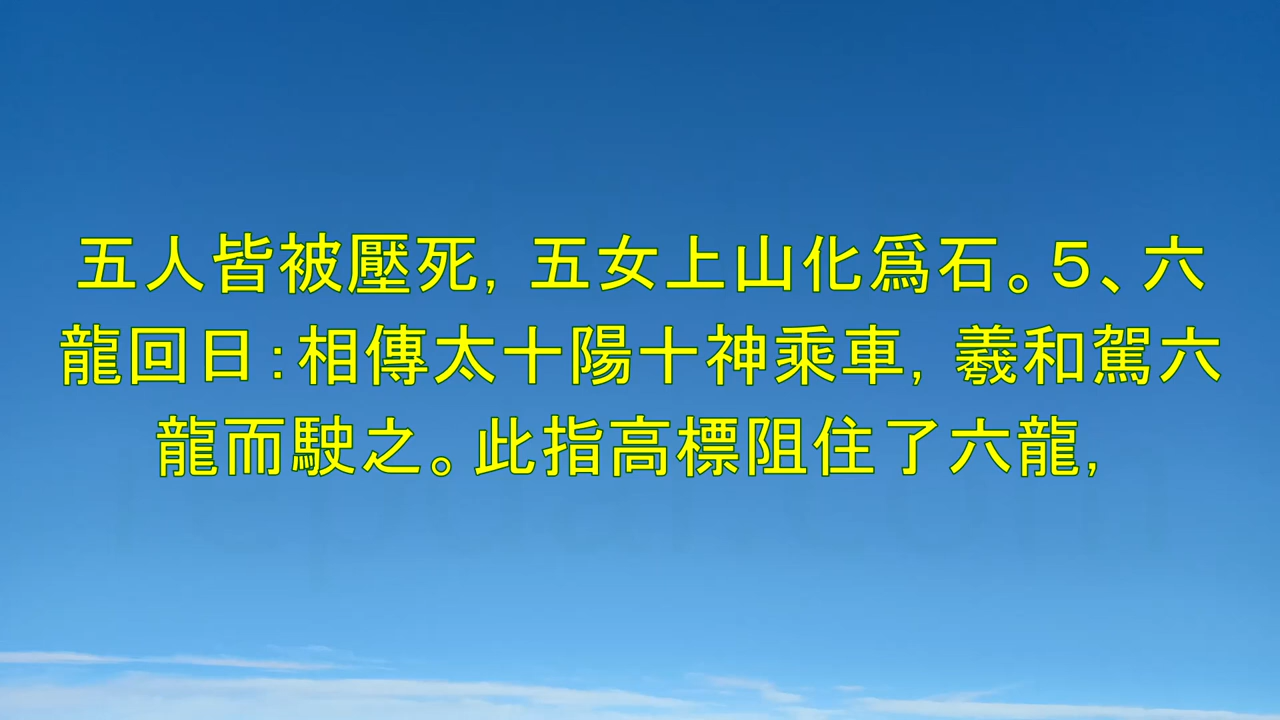 五人皆被壓死，五女上山化爲石。５、六
龍回日：相傳太十陽十神乘車，羲和駕六
龍而駛之。此指高標阻住了六龍，